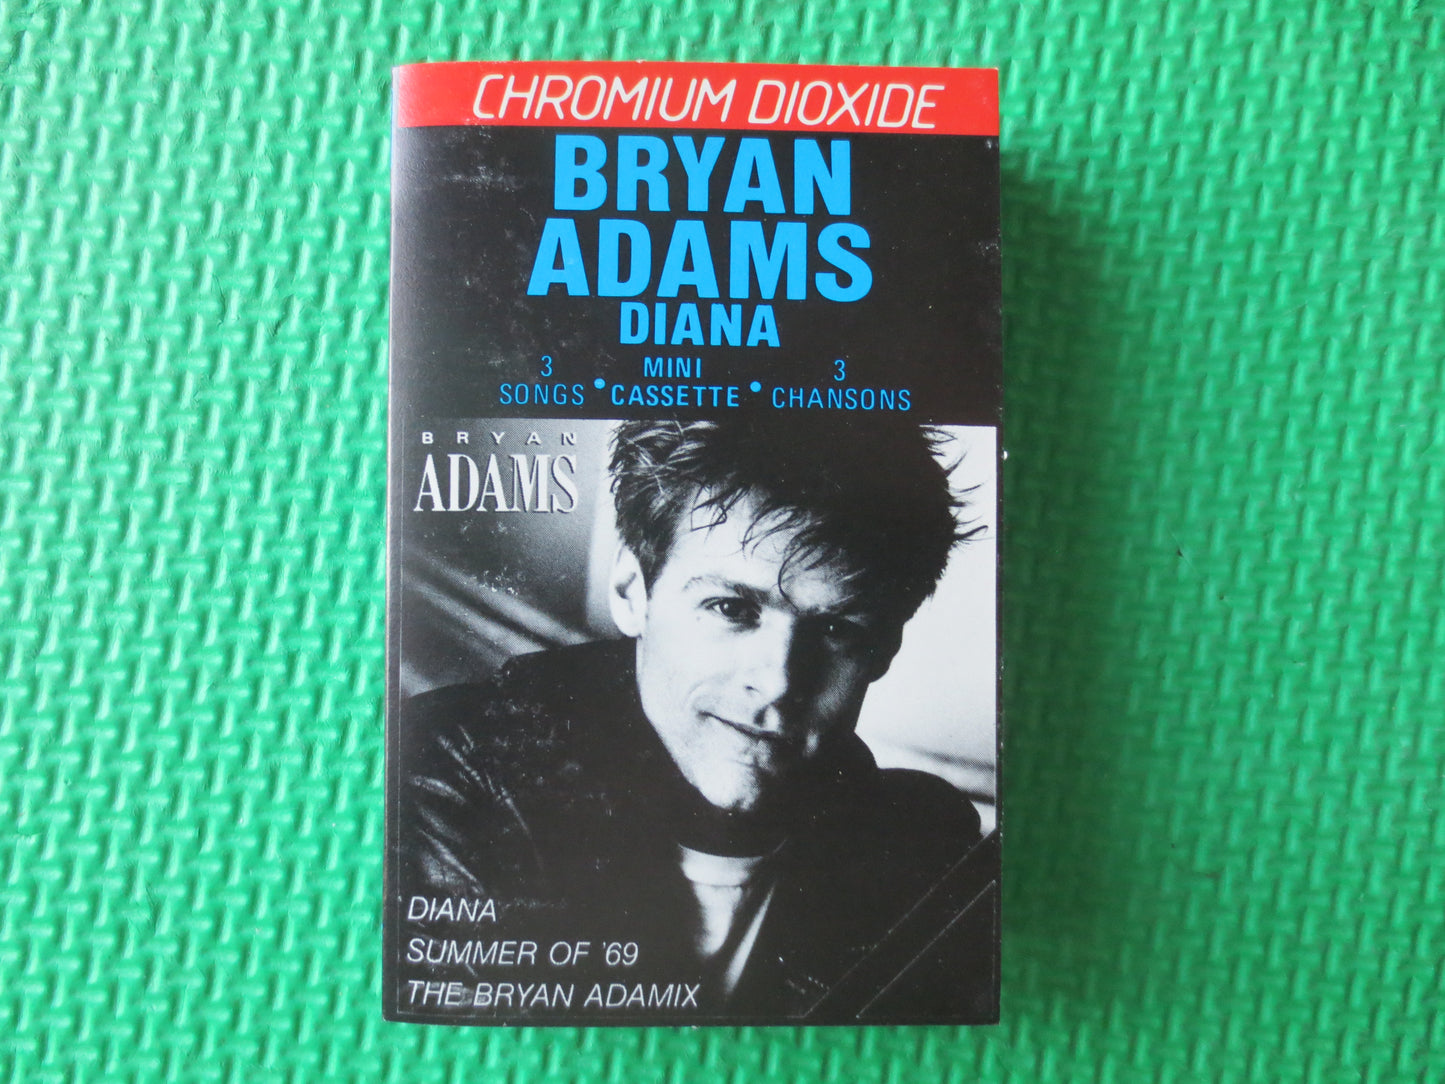 CHROMIUM DIOXIDE
BRYAN
ADAMS
DIANA
3 MINI 3
SONGS • CASSETTE • CHANSONS
BRYAN
ADAMS
DIANA
SUMMER OF '69
THE BRYAN ADAMIX